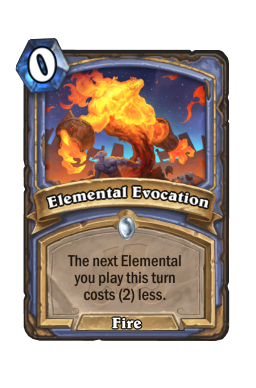 0
Elemental Evocation
The next Elemental
you play this turn
costs (2) less.
Fire